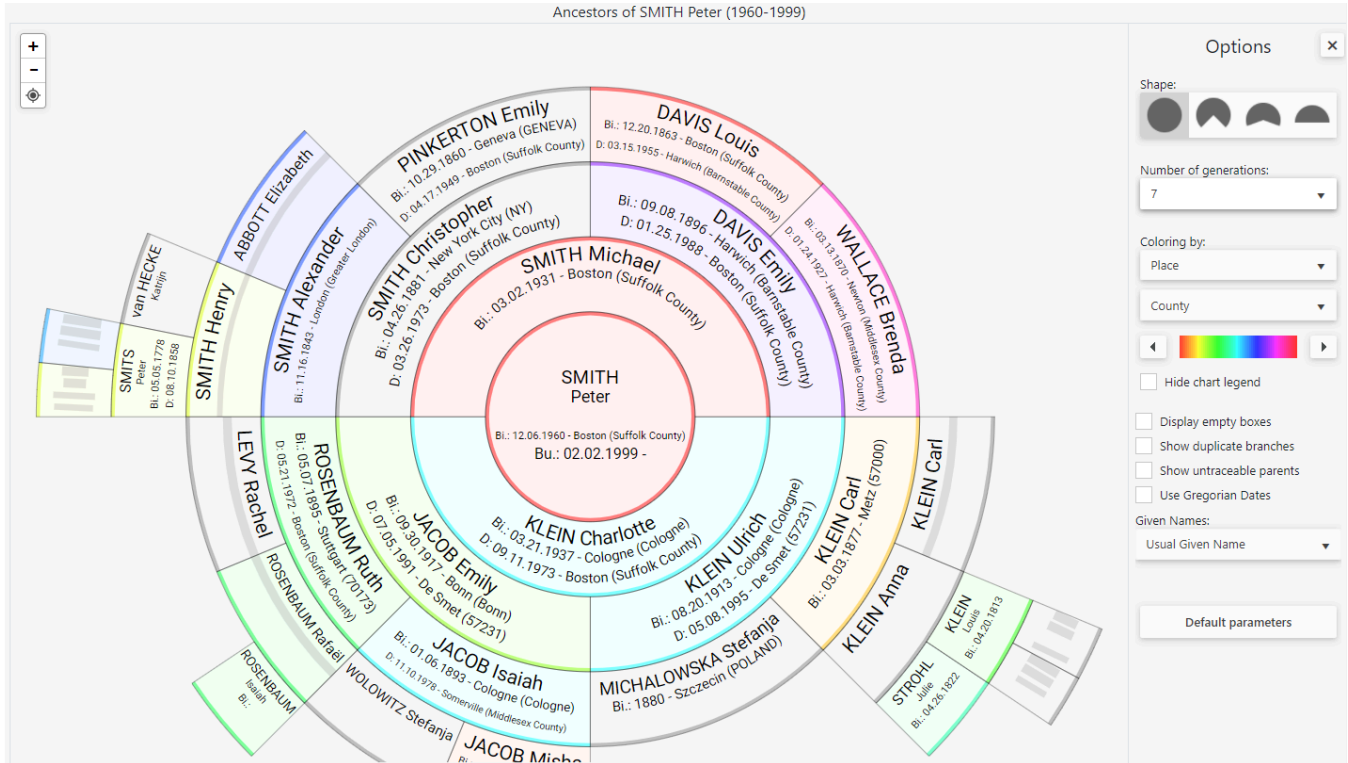 Ancestors of SMITH Peter (1960-1999)
+
−
Options
×
Shape:
Number of generations:
7
Coloring by:
Place
County
Hide chart legend
Display empty boxes
Show duplicate branches
Show untraceable parents
Use Gregorian Dates
Given Names:
Usual Given Name
Default parameters
SMITH
Peter
Bi.: 12.06.1960 - Boston (Suffolk County)
Bu.: 02.02.1999 -
SMITH Michael
Bi.: 03.02.1931 - Boston (Suffolk County)
KLEIN Charlotte
Bi.: 03.21.1937 - Cologne (Cologne)
D: 09.11.1973 - Boston (Suffolk County)
SMITH Christopher
Bi.: 04.26.1881 - New York City (NY)
D: 03.26.1973 - Boston (Suffolk County)
DAVIS Emily
Bi.: 09.08.1896 - Harwich (Barnstable County)
D: 01.25.1988 - Boston (Suffolk County)
JACOB Emily
Bi.: 09.30.1917 - Bonn (Bonn)
D: 07.05.1991 - De Smet (57231)
KLEIN Ulrich
Bi.: 08.20.1913 - Cologne (Cologne)
D: 05.08.1995 - De Smet (57231)
SMITH Alexander
Bi.: 11.16.1843 - London (Greater London)
PINKERTON Emily
Bi.: 10.29.1860 - Geneva (GENEVA)
D: 04.17.1949 - Boston (Suffolk County)
DAVIS Louis
Bi.: 12.20.1863 - Boston (Suffolk County)
D: 03.15.1955 - Harwich (Barnstable County)
WALLACE Brenda
Bi.: 03.13.1870 - Newton (Middlesex County)
D: 01.24.1927 - Harwich (Barnstable County)
KLEIN Carl
Bi.: 03.03.1877 - Metz (57000)
MICHALOWSKA Stefanja
Bi.: 1880 - Szczecin (POLAND)
JACOB Isaiah
Bi.: 01.06.1893 - Cologne (Cologne)
D: 11.10.1978 - Somerville (Middlesex County)
ROSENBAUM Ruth
Bi.: 05.07.1895 - Stuttgart (70173)
D: 05.21.1972 - Boston (Suffolk County)
ABBOTT Elizabeth
SMITH Henry
LEVY Rachel
ROSENBAUM Rafaël
WOLOWITZ Stefanja
JACOB Misha
KLEIN Carl
KLEIN Anna
van HECKE
Katrijn
SMITS
Peter
Bi.: 05.05.1778
D: 08.10.1858
ROSENBAUM
Isaiah
Bi.:
KLEIN
Louis
Bi.: 04.20.1813
STROHL
Julie
Bi.: 04.26.1822